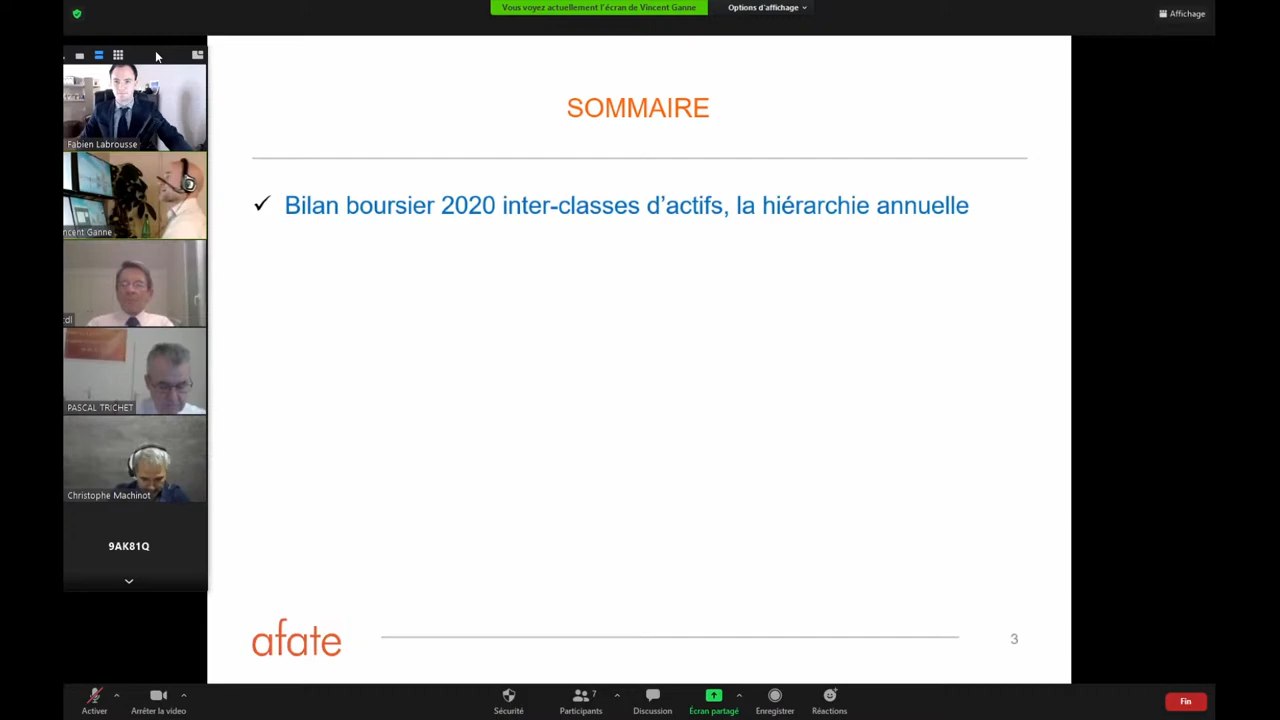 Vous voyez actuellement l'écran de Vincent Ganne
Options d'affichage
Affichage
Fabien Labrousse
ncent Ganne
cdl
PASCAL TRICHET
Christophe Machinot
9AK81Q
SOMMAIRE
✓ Bilan boursier 2020 inter-classes d'actifs, la hiérarchie annuelle
afate
3
Activer
Arrêter la video
Sécurité
Participants
7
Discussion
Écran partagé
Enregistrer
Réactions
Fin